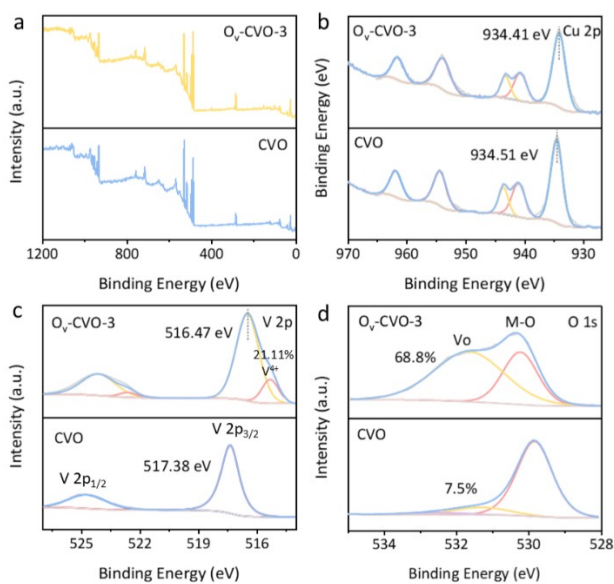 a
Oᵥ-CVO-3
CVO
Intensity (a.u.)
1200 800 400 0
Binding Energy (eV)
b
Oᵥ-CVO-3 934.41 eV Cu 2p
CVO
934.51 eV
Binding Energy (eV)
970 960 950 940 930
Binding Energy (eV)
c
Oᵥ-CVO-3
516.47 eV V 2p
21.11%
V⁴⁺
CVO V 2p₃/₂
V 2p₁/₂ 517.38 eV
Intensity (a.u.)
525 522 519 516
Binding Energy (eV)
d
Oᵥ-CVO-3 M-O O 1s
Vo
68.8%
CVO
7.5%
Intensity (a.u.)
534 532 530 528
Binding Energy (eV)